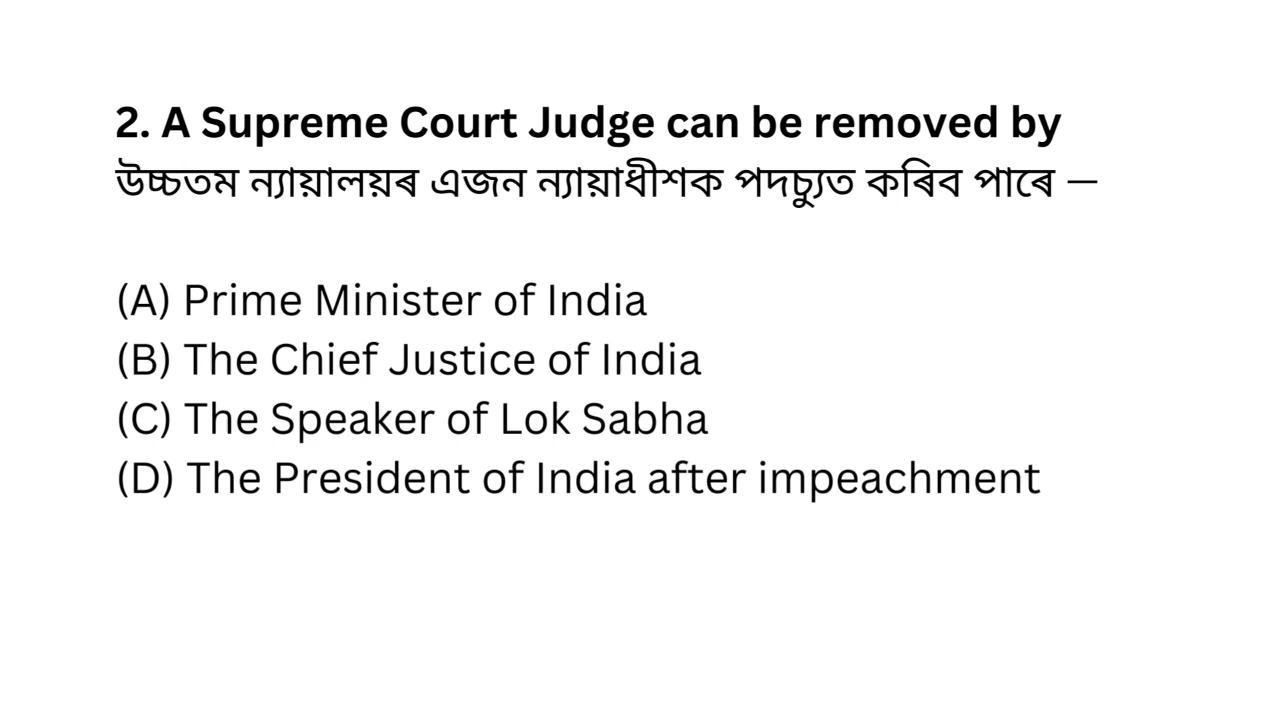 2. A Supreme Court Judge can be removed by
উচ্চতম ন্যায়ালয়ৰ এজন ন্যায়াধীশক পদচ্যুত কৰিব পাৰে —
(A) Prime Minister of India
(B) The Chief Justice of India
(C) The Speaker of Lok Sabha
(D) The President of India after impeachment